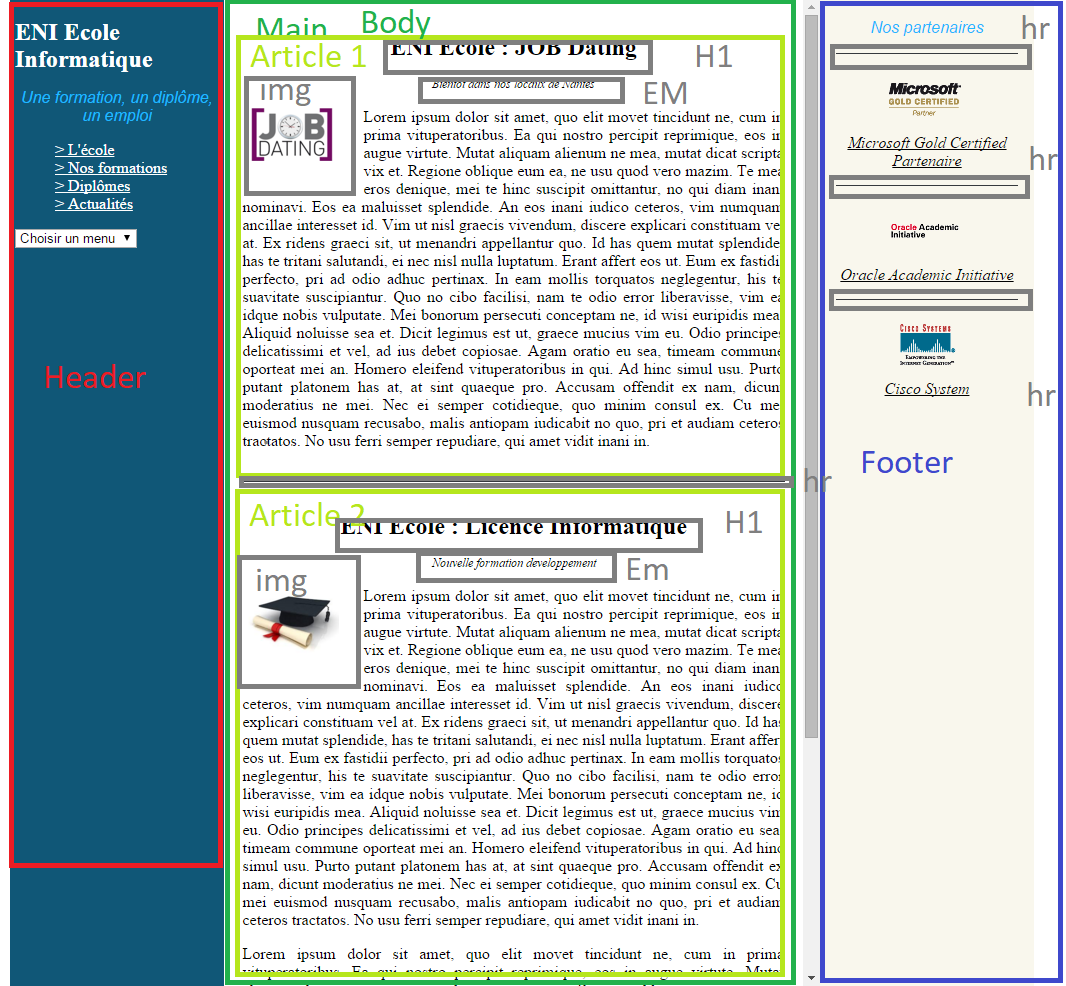 ENI Ecole
Informatique
Une formation, un diplôme,
un emploi
> L'école
> Nos formations
> Diplômes
> Actualités
Choisir un menu
Header
Main
Body
Article 1
ENI Ecole : JOB Dating
H1
Bientôt dans nos locaux de Nantes
EM
img
JOB
DATING
Lorem ipsum dolor sit amet, quo elit movet tincidunt ne, cum in
prima vituperatoribus. Ea qui nostro percipit reprimique, eos in
augue virtute. Mutat aliquam alienum ne mea, mutat dicat scripta
vix et. Regione oblique eum ea, ne usu quod vero mazim. Te mea
eros denique, mei te hinc suscipit omittantur, no qui diam inani
nominavi. Eos ea maluisset splendide. An eos inani iudico ceteros, vim numquam
ancillae interesset id. Vim ut nisl graecis vivendum, discere explicari constituam vel
at. Ex ridens graeci sit, ut menandri appellantur quo. Id has quem mutat splendide,
has te tritani salutandi, ei nec nisl nulla luptatum. Erant affert eos ut. Eum ex fastidii
perfecto, pri ad odio adhuc pertinax. In eam mollis torquatos neglegentur, his te
suavitate suscipiantur. Quo no cibo facilisi, nam te odio error liberavisse, vim ea
idque nobis vulputate. Mei bonorum persecuti conceptam ne, id wisi euripidis mea.
Aliquid noluisse sea et. Dicit legimus est ut, graece mucius vim eu. Odio principes
delicatissimi et vel, ad ius debet copiosae. Agam oratio eu sea, timeam commune
oporteat mei an. Homero eleifend vituperatoribus in qui. Ad hinc simul usu. Purto
putant platonem has at, at sint quaeque pro. Accusam offendit ex nam, dicunt
moderatius ne mei. Nec ei semper cotidieque, quo minim consul ex. Cu mei
euismod nusquam recusabo, malis antiopam iudicabit no quo, pri et audiam ceteros
tractatos. No usu ferri semper repudiare, qui amet vidit inani in.
hr
Article 2
ENI Ecole : Licence Informatique
H1
Nouvelle formation developpement
Em
img
Lorem ipsum dolor sit amet, quo elit movet tincidunt ne, cum in
prima vituperatoribus. Ea qui nostro percipit reprimique, eos in
augue virtute. Mutat aliquam alienum ne mea, mutat dicat scripta
vix et. Regione oblique eum ea, ne usu quod vero mazim. Te mea
eros denique, mei te hinc suscipit omittantur, no qui diam inani
nominavi. Eos ea maluisset splendide. An eos inani iudico
ceteros, vim numquam ancillae interesset id. Vim ut nisl graecis vivendum, discere
explicari constituam vel at. Ex ridens graeci sit, ut menandri appellantur quo. Id has
quem mutat splendide, has te tritani salutandi, ei nec nisl nulla luptatum. Erant affert
eos ut. Eum ex fastidii perfecto, pri ad odio adhuc pertinax. In eam mollis torquatos
neglegentur, his te suavitate suscipiantur. Quo no cibo facilisi, nam te odio error
liberavisse, vim ea idque nobis vulputate. Mei bonorum persecuti conceptam ne, id
wisi euripidis mea. Aliquid noluisse sea et. Dicit legimus est ut, graece mucius vim
eu. Odio principes delicatissimi et vel, ad ius debet copiosae. Agam oratio eu sea,
timeam commune oporteat mei an. Homero eleifend vituperatoribus in qui. Ad hinc
simul usu. Purto putant platonem has at, at sint quaeque pro. Accusam offendit ex
nam, dicunt moderatius ne mei. Nec ei semper cotidieque, quo minim consul ex. Cu
mei euismod nusquam recusabo, malis antiopam iudicabit no quo, pri et audiam
ceteros tractatos. No usu ferri semper repudiare, qui amet vidit inani in.
Lorem ipsum dolor sit amet, quo elit movet tincidunt ne, cum in prima
vituperatoribus. Ea qui nostro percipit reprimique, eos in augue virtute. Mutat
Nos partenaires
hr
Microsoft
GOLD CERTIFIED
Partner
Microsoft Gold Certified
Partenaire
hr
Oracle Academic
Initiative
Oracle Academic Initiative
CISCO SYSTEMS
EMPOWERING THE
INTERNET GENERATION
Cisco System
hr
Footer